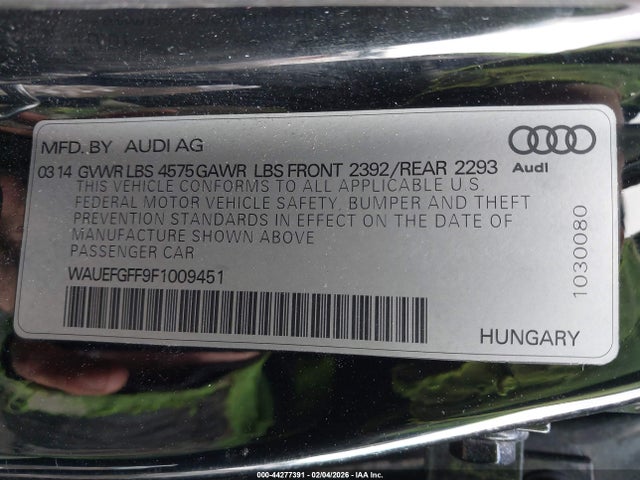 MFD. BY AUDI AG
0314 GVWR LBS 4575 GAWR LBS FRONT 2392/REAR 2293
THIS VEHICLE CONFORMS TO ALL APPLICABLE U.S.
FEDERAL MOTOR VEHICLE SAFETY, BUMPER AND THEFT
PREVENTION STANDARDS IN EFFECT ON THE DATE OF
MANUFACTURE SHOWN ABOVE
PASSENGER CAR
WAUEFGFF9F1009451
Audi
1030080
HUNGARY
000-44277391 - 02/04/2026 - IAA Inc.